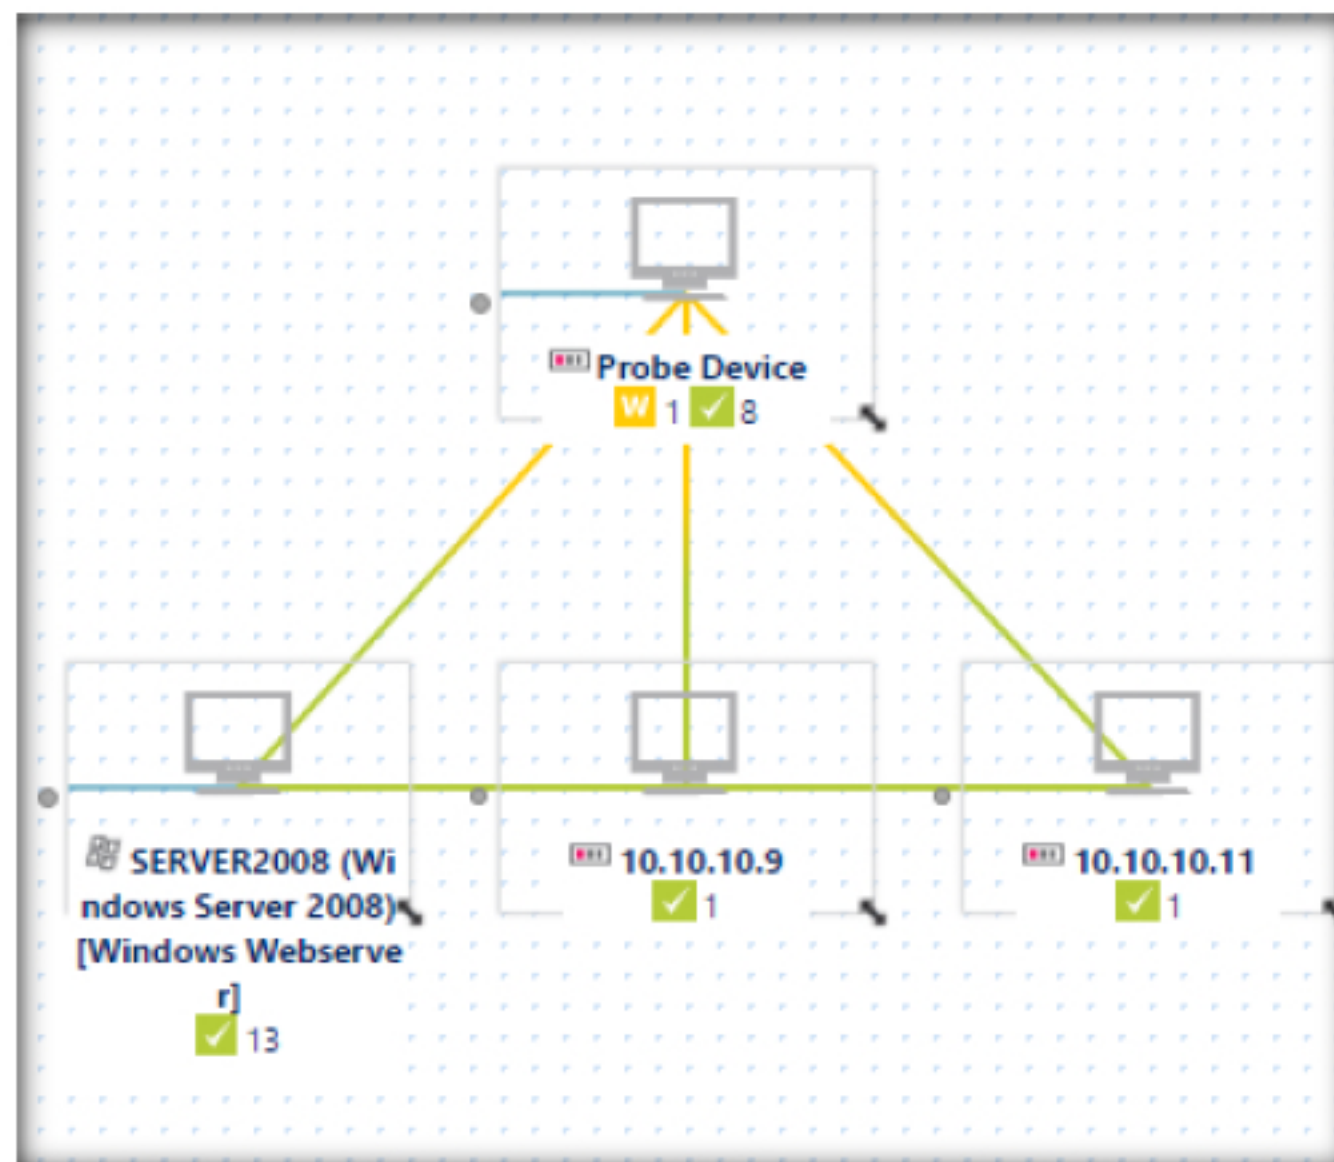 Probe Device
W 1 8
SERVER2008 (Wi
ndows Server 2008)
[Windows Webserve
r]
13
10.10.10.9
1
10.10.10.11
1